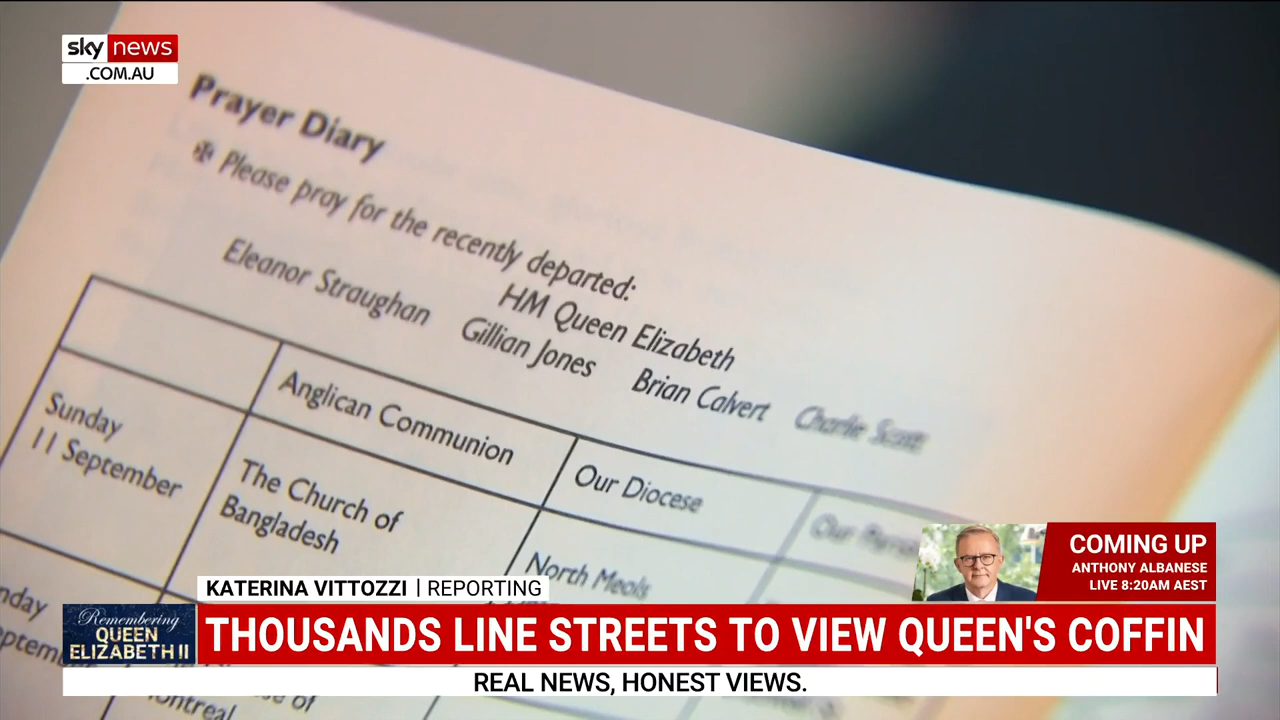 sky news
.COM.AU
Prayer Diary
✠ Please pray for the recently departed:
HM Queen Elizabeth
Eleanor Straughan Gillian Jones Brian Calvert Charlie Scott
Anglican Communion Our Diocese Our
Sunday
11 September
The Church of
Bangladesh
North Meols
COMING UP
ANTHONY ALBANESE
LIVE 8:20AM AEST
KATERINA VITTOZZI | REPORTING
Remembering
QUEEN
ELIZABETH II
THOUSANDS LINE STREETS TO VIEW QUEEN'S COFFIN
of
REAL NEWS, HONEST VIEWS.